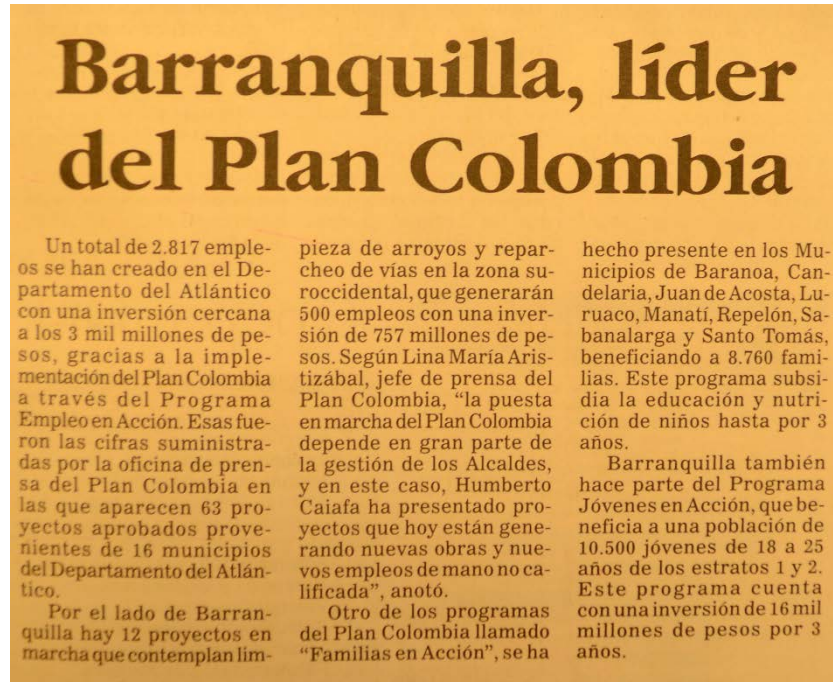 Barranquilla, líder
del Plan Colombia
Un total de 2.817 emple-
os se han creado en el De-
partamento del Atlántico
con una inversión cercana
a los 3 mil millones de pe-
sos, gracias a la imple-
mentación del Plan Colombia
a través del Programa
Empleo en Acción. Esas fue-
ron las cifras suministra-
das por la oficina de pren-
sa del Plan Colombia en
las que aparecen 63 pro-
yectos aprobados prove-
nientes de 16 municipios
del Departamento del Atlán-
tico.
Por el lado de Barran-
quilla hay 12 proyectos en
marcha que contemplan lim-
pieza de arroyos y repar-
cheo de vías en la zona su-
roccidental, que generarán
500 empleos con una inver-
sión de 757 millones de pe-
sos. Según Lina María Aris-
tizábal, jefe de prensa del
Plan Colombia, “la puesta
en marcha del Plan Colombia
depende en gran parte de
la gestión de los Alcaldes,
y en este caso, Humberto
Caiafa ha presentado pro-
yectos que hoy están gene-
rando nuevas obras y nue-
vos empleos de mano no ca-
lificada”, anotó.
Otro de los programas
del Plan Colombia llamado
“Familias en Acción”, se ha
hecho presente en los Mu-
nicipios de Baranoa, Can-
delaria, Juan de Acosta, Lu-
ruaco, Manatí, Repelón, Sa-
banalarga y Santo Tomás,
beneficiando a 8.760 fami-
lias. Este programa subsi-
dia la educación y nutri-
ción de niños hasta por 3
años.
Barranquilla también
hace parte del Programa
Jóvenes en Acción, que be-
neficia a una población de
10.500 jóvenes de 18 a 25
años de los estratos 1 y 2.
Este programa cuenta
con una inversión de 16 mil
millones de pesos por 3
años.